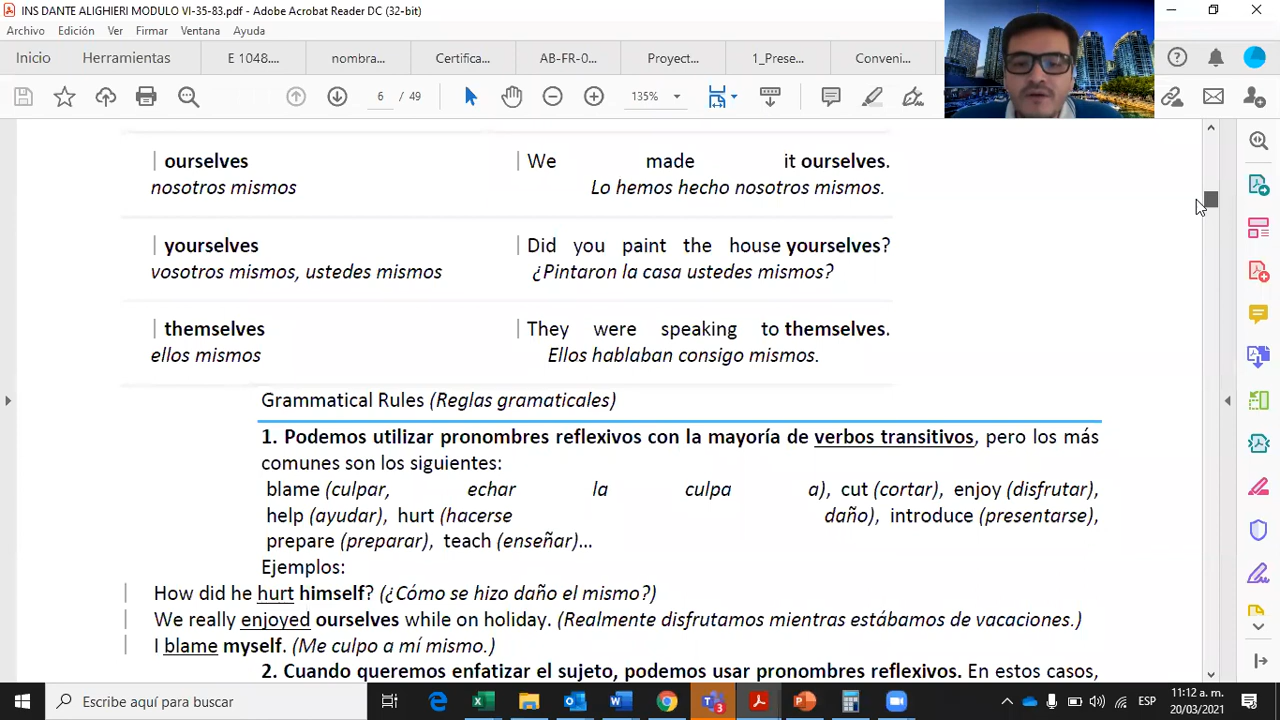 INS DANTE ALIGHIERI MODULO VI-35-83.pdf - Adobe Acrobat Reader DC (32-bit)
Archivo Edición Ver Firmar Ventana Ayuda
Inicio Herramientas E 1048.... nombra... Certifica... AB-FR-0... Proyect... 1_Prese... Conveni...
5 / 49 135%
ourselves We made it ourselves.
nosotros mismos Lo hemos hecho nosotros mismos.
yourselves Did you paint the house yourselves?
vosotros mismos, ustedes mismos ¿Pintaron la casa ustedes mismos?
themselves They were speaking to themselves.
ellos mismos Ellos hablaban consigo mismos.
Grammatical Rules (Reglas gramaticales)
1. Podemos utilizar pronombres reflexivos con la mayoría de verbos transitivos, pero los más
comunes son los siguientes:
blame (culpar, echar la culpa a), cut (cortar), enjoy (disfrutar),
help (ayudar), hurt (hacerse daño), introduce (presentarse),
prepare (preparar), teach (enseñar)...
Ejemplos:
How did he hurt himself? (¿Cómo se hizo daño el mismo?)
We really enjoyed ourselves while on holiday. (Realmente disfrutamos mientras estábamos de vacaciones.)
I blame myself. (Me culpo a mí mismo.)
2. Cuando queremos enfatizar el sujeto, podemos usar pronombres reflexivos. En estos casos,
Escribe aquí para buscar
3
ESP
11:12 a. m.
20/03/2021